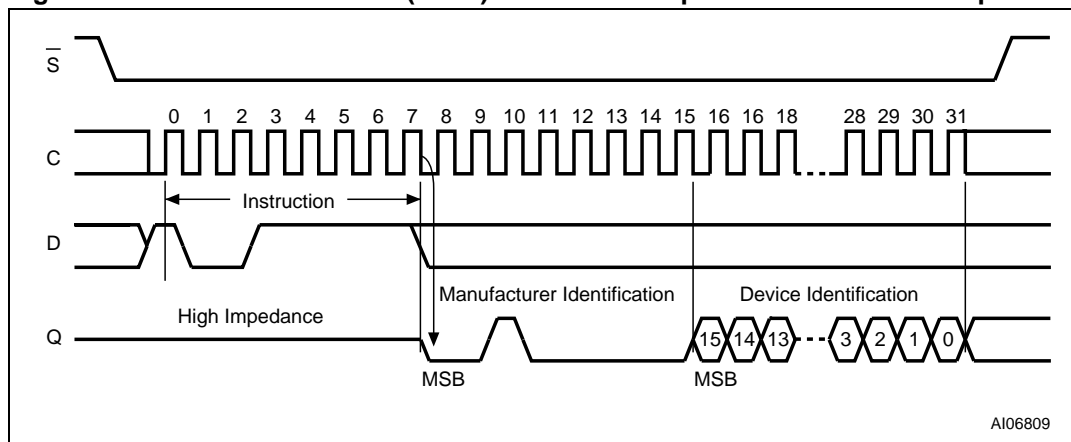 S
0 1 2 3 4 5 6 7 8 9 10 11 12 13 14 15 16 16 18 28 29 30 31
C
Instruction
D
Manufacturer Identification Device Identification
High Impedance
Q
15 14 13 3 2 1 0
MSB MSB
AI06809